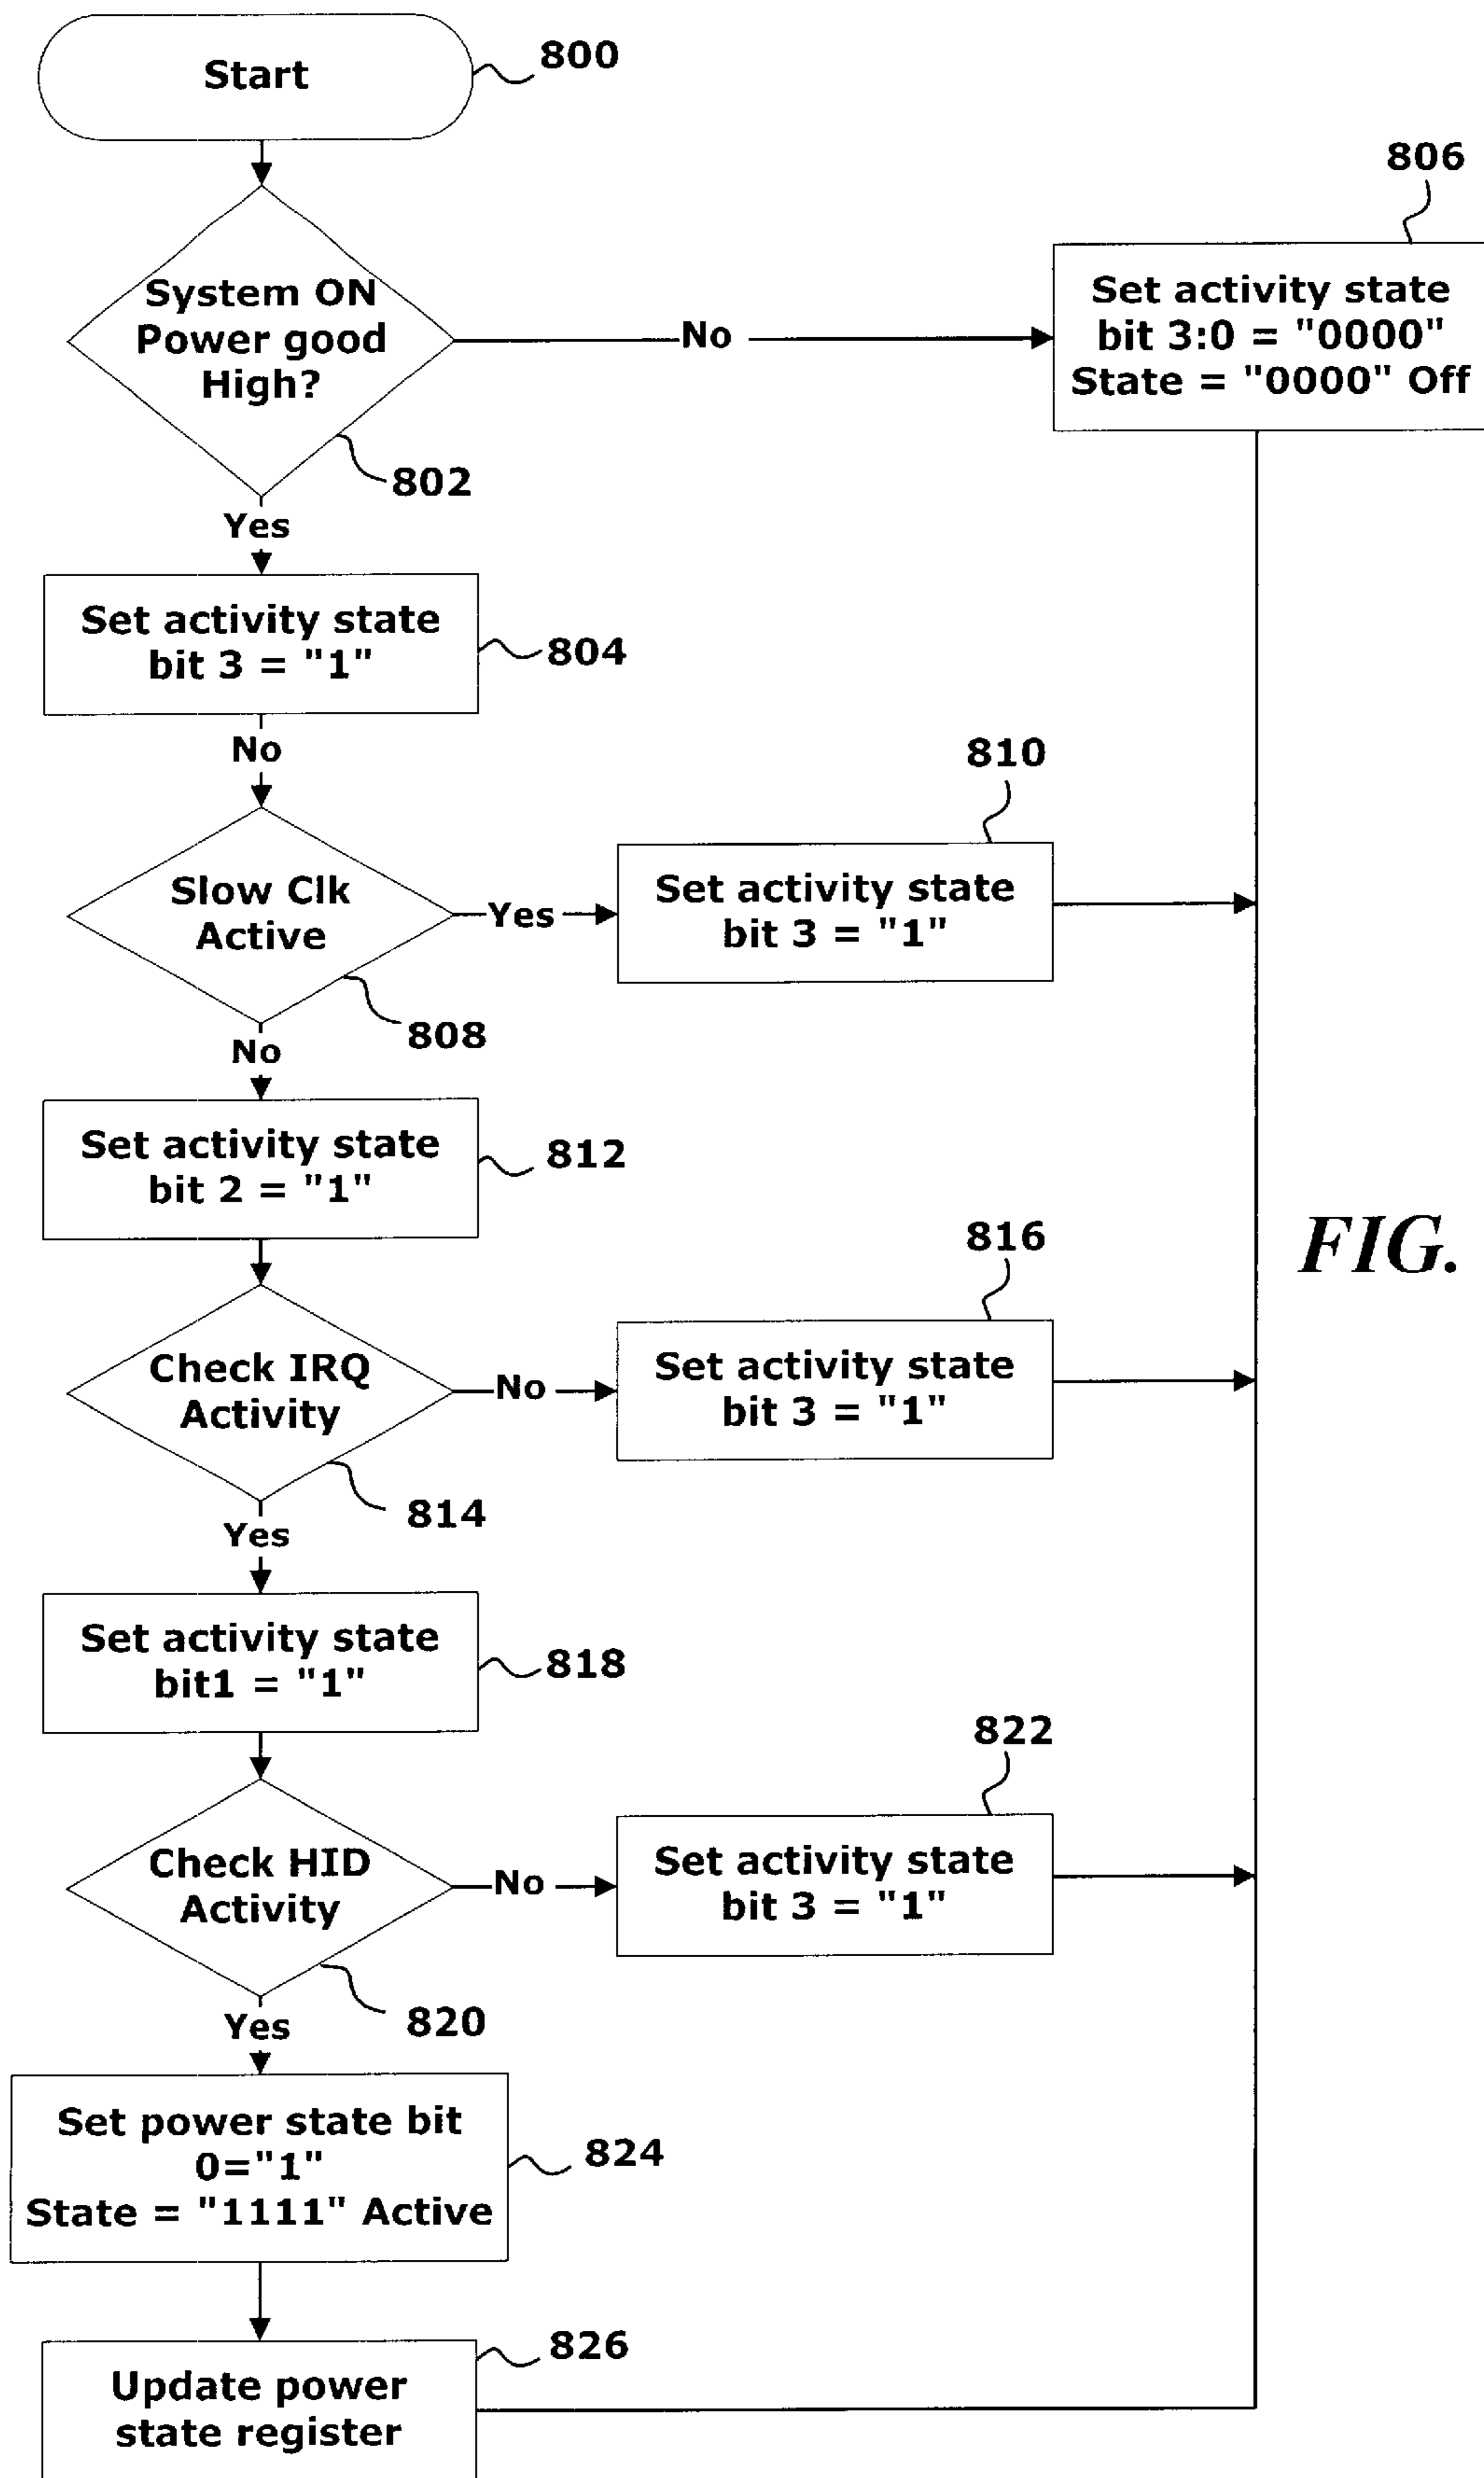 Start
800
806
System ON
Power good
High?
No
Set activity state
bit 3:0 = "0000"
State = "0000" Off
802
Yes
Set activity state
bit 3 = "1"
804
No
810
Slow Clk
Active
Yes
Set activity state
bit 3 = "1"
808
No
Set activity state
bit 2 = "1"
812
FIG.
816
Check IRQ
Activity
No
Set activity state
bit 3 = "1"
814
Yes
Set activity state
bit1 = "1"
818
822
Check HID
Activity
No
Set activity state
bit 3 = "1"
820
Yes
Set power state bit
0="1"
State = "1111" Active
824
826
Update power
state register